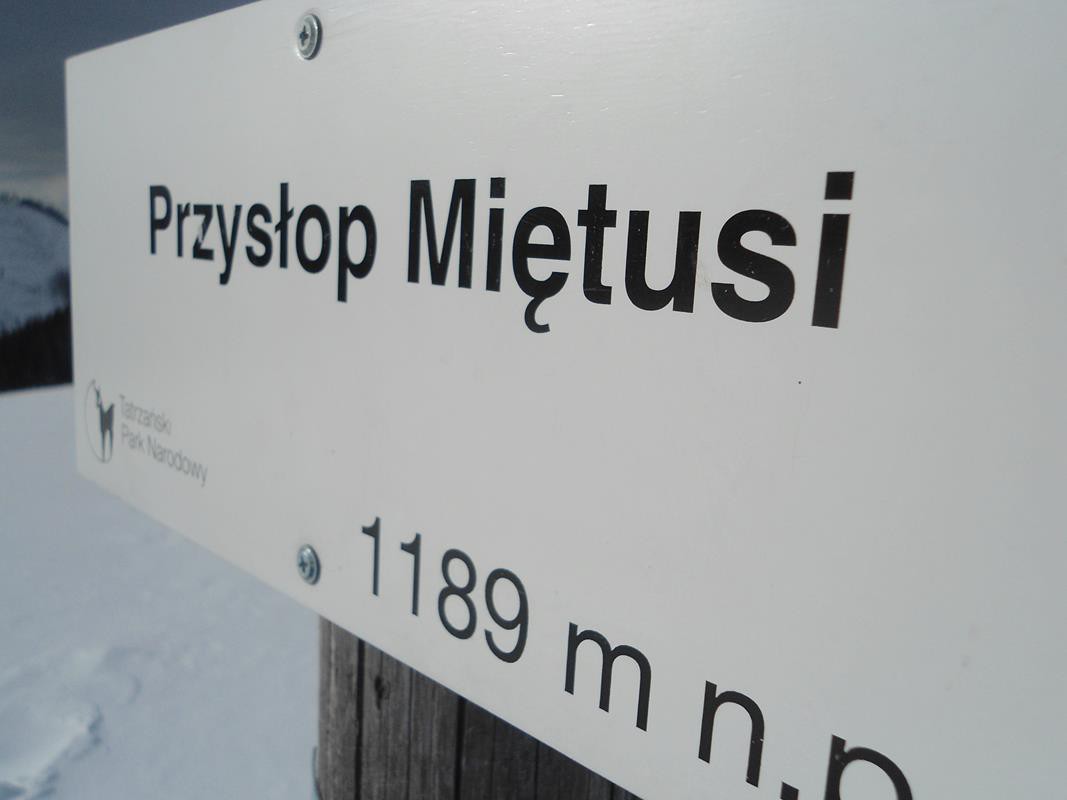 Przysłop Miętusi
Tatrzański
Park Narodowy
1189 m n.p